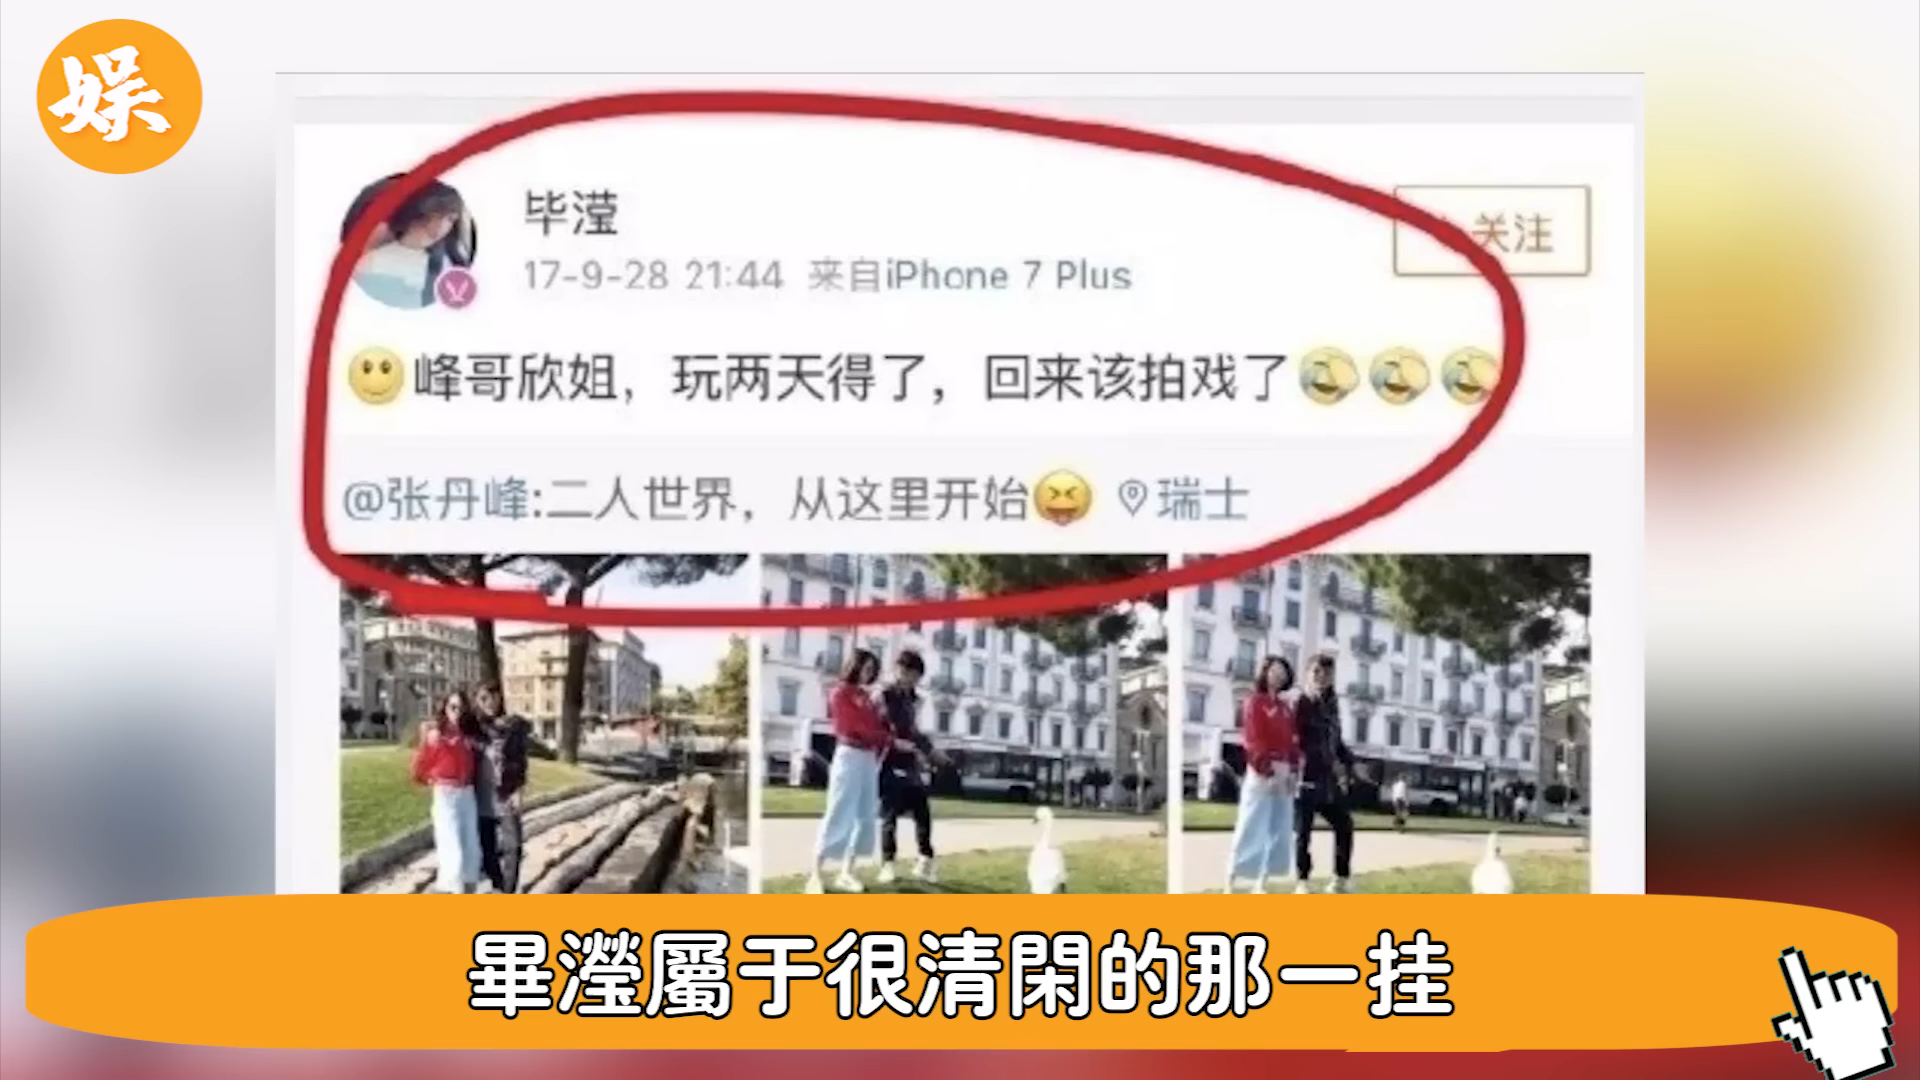 娱
毕滢
17-9-28 21:44 来自iPhone 7 Plus
关注
峰哥欣姐，玩两天得了，回来该拍戏了
@张丹峰:二人世界，从这里开始 瑞士
畢瀅屬于很清閑的那一挂